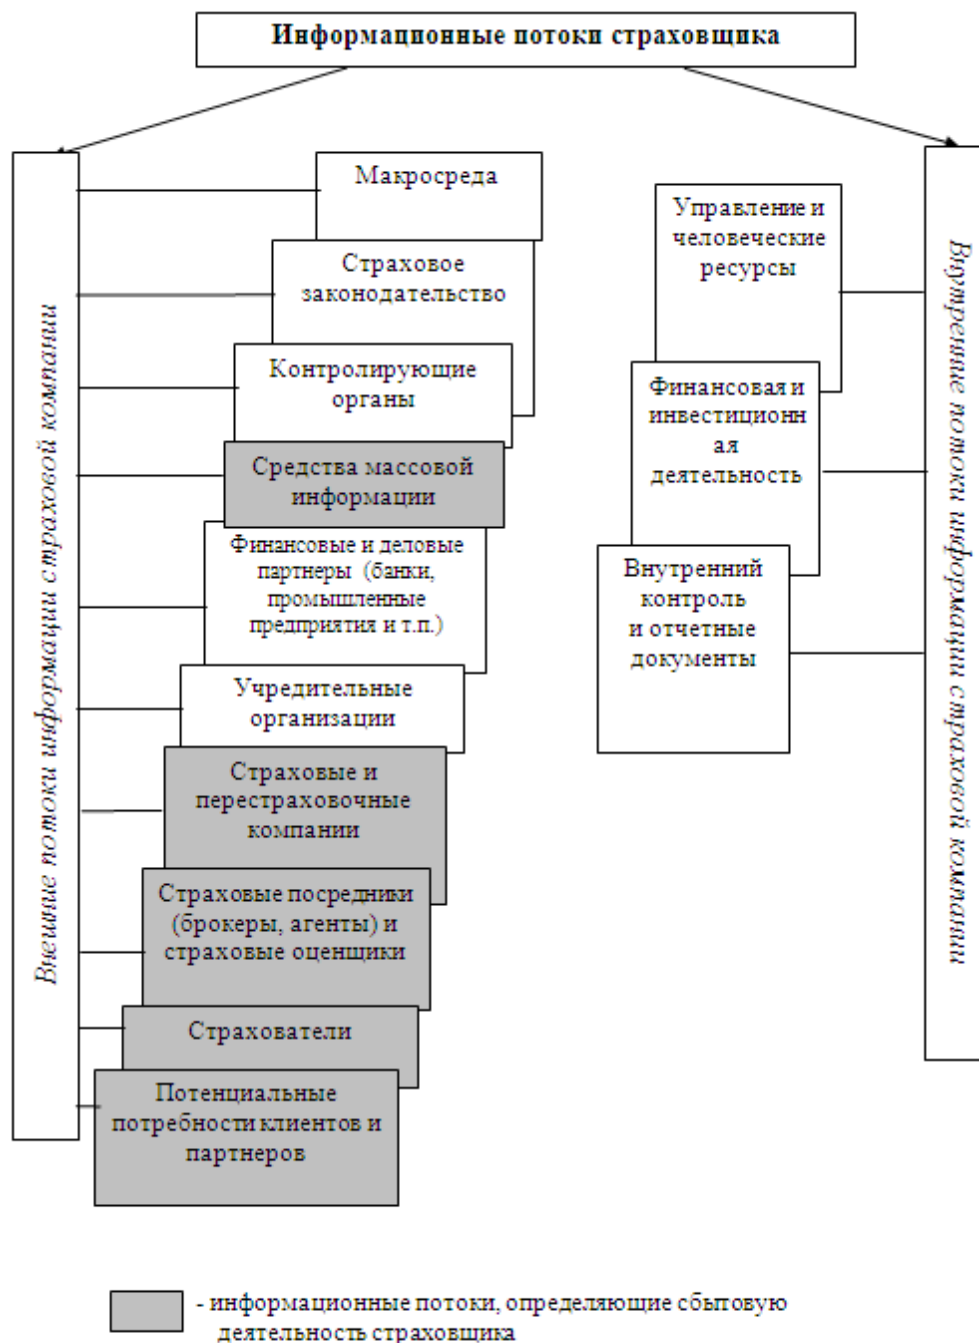 Информационные потоки страховщика
Внешние потоки информации страховой компании
Макросреда
Страховое
законодательство
Контролирующие
органы
Средства массовой
информации
Финансовые и деловые
партнеры (банки,
промышленные
предприятия и т.п.)
Учредительные
организации
Страховые и
перестраховочные
компании
Страховые посредники
(брокеры, агенты) и
страховые оценщики
Страхователи
Потенциальные
потребности клиентов и
партнеров
Управление и
человеческие
ресурсы
Финансовая и
инвестиционн
ая
деятельность
Внутренний
контроль
и отчетные
документы
Внутренние потоки информации страховой компании
- информационные потоки, определяющие сбытовую
деятельность страховщика